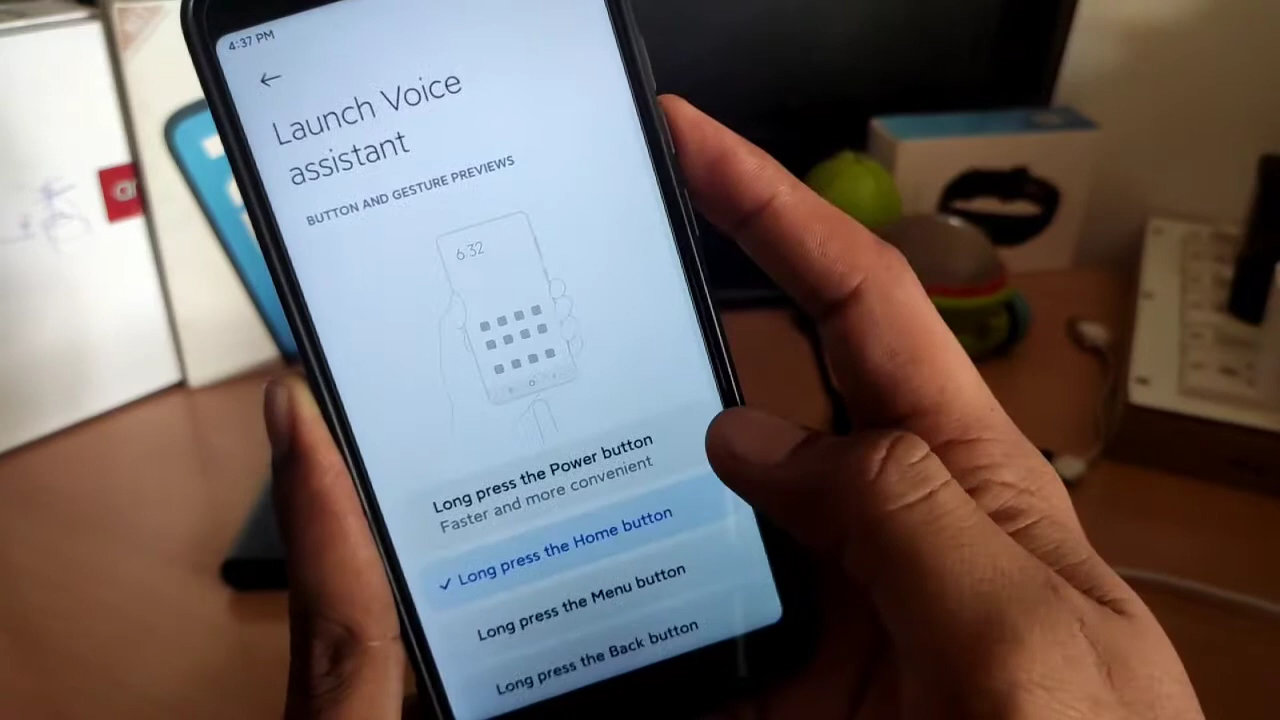 4:37 PM
Launch Voice
assistant
BUTTON AND GESTURE PREVIEWS
6:32
Long press the Power button
Faster and more convenient
✓ Long press the Home button
Long press the Menu button
Long press the Back button